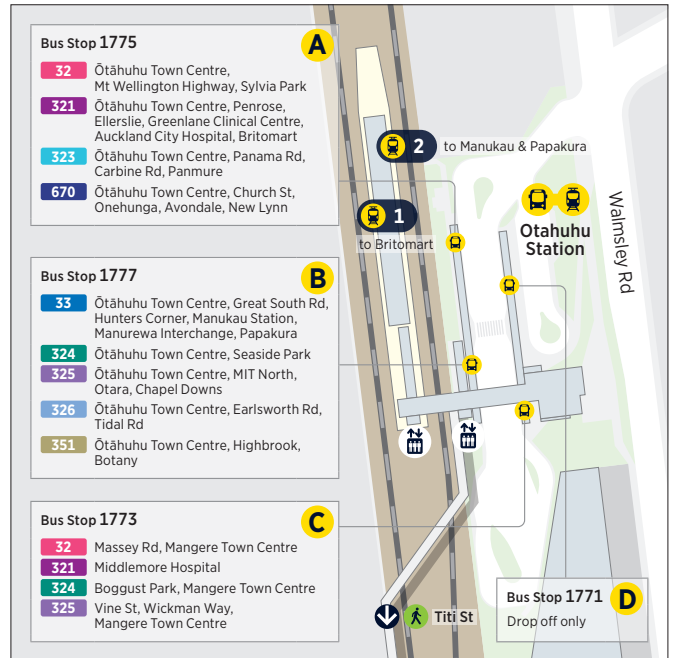 Bus Stop 1775
A
32 Ōtāhuhu Town Centre,
Mt Wellington Highway, Sylvia Park
321 Ōtāhuhu Town Centre, Penrose,
Ellerslie, Greenlane Clinical Centre,
Auckland City Hospital, Britomart
323 Ōtāhuhu Town Centre, Panama Rd,
Carbine Rd, Panmure
670 Ōtāhuhu Town Centre, Church St,
Onehunga, Avondale, New Lynn
2 to Manukau & Papakura
1
to Britomart
Otahuhu
Station
Walmsley Rd
Bus Stop 1777
B
33 Ōtāhuhu Town Centre, Great South Rd,
Hunters Corner, Manukau Station,
Manurewa Interchange, Papakura
324 Ōtāhuhu Town Centre, Seaside Park
325 Ōtāhuhu Town Centre, MIT North,
Otara, Chapel Downs
326 Ōtāhuhu Town Centre, Earlsworth Rd,
Tidal Rd
351 Ōtāhuhu Town Centre, Highbrook,
Botany
Bus Stop 1773
C
32 Massey Rd, Mangere Town Centre
321 Middlemore Hospital
324 Boggust Park, Mangere Town Centre
325 Vine St, Wickman Way,
Mangere Town Centre
Titi St
Bus Stop 1771
D
Drop off only